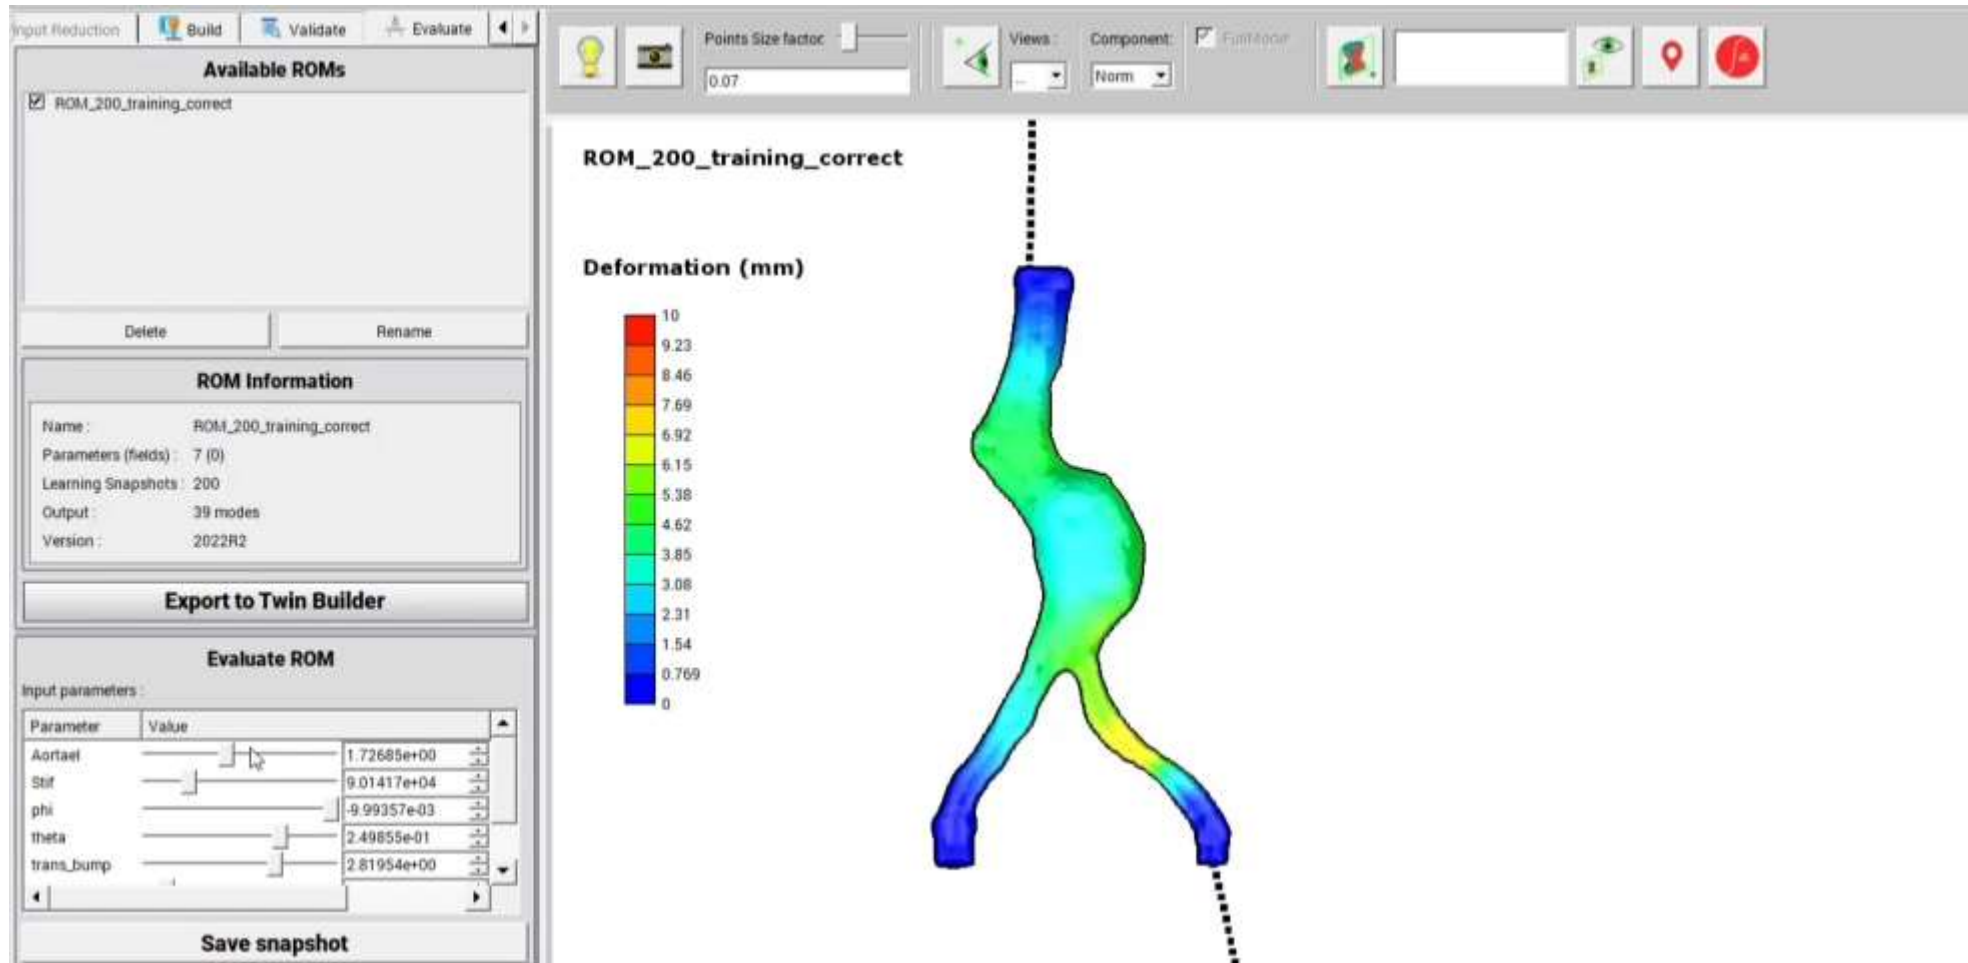 Input Reduction Build Validate Evaluate
Available ROMs
ROM_200_training_correct
Delete Rename
ROM Information
Name : ROM_200_training_correct
Parameters (fields) : 7 (0)
Learning Snapshots : 200
Output : 39 modes
Version : 2022R2
Export to Twin Builder
Evaluate ROM
Input parameters :
Parameter Value
Aortael 1.72685e+00
Stif 9.01417e+04
phi -9.99357e-03
theta 2.49855e-01
trans_bump 2.81954e+00
Save snapshot
Points Size factor
0.07
Views :
...
Component:
Norm
ROM_200_training_correct
Deformation (mm)
10
9.23
8.46
7.69
6.92
6.15
5.38
4.62
3.85
3.08
2.31
1.54
0.769
0